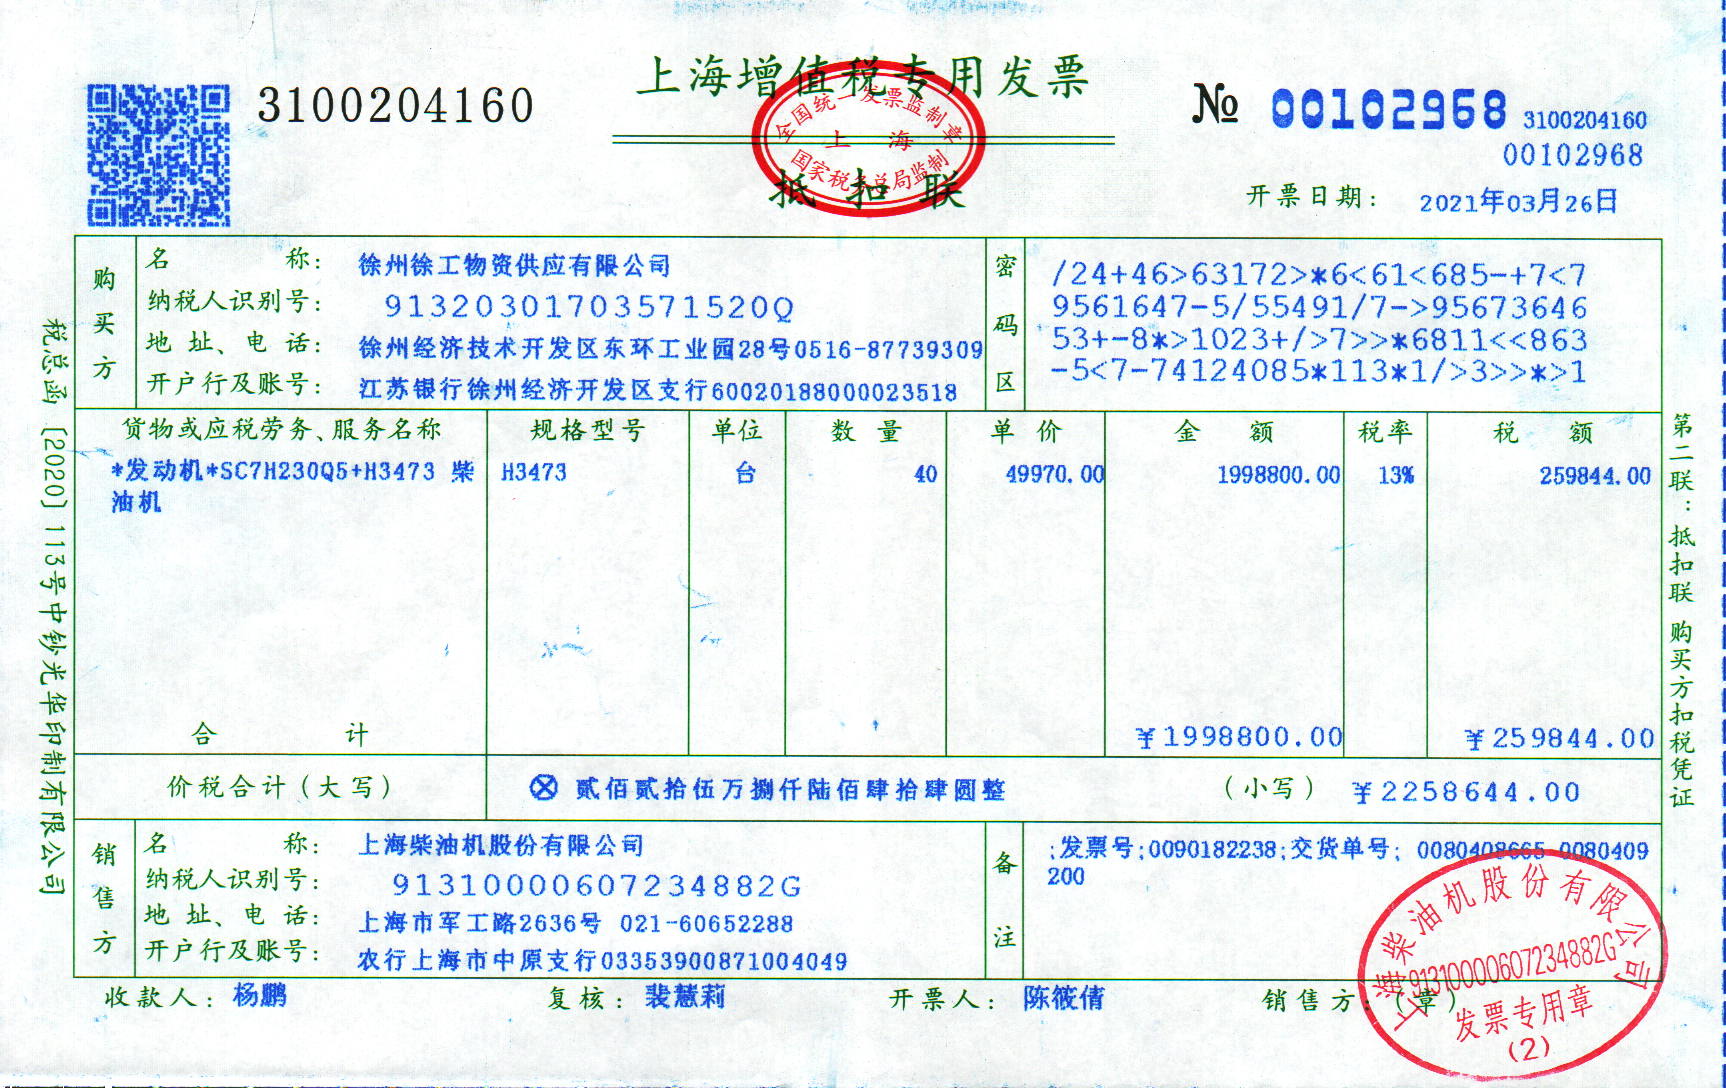 上海增值税专用发票
3100204160
№ 00102968 3100204160
00102968
全国统一发票监制章
上海
国家税务总局监制
抵扣联
开票日期: 2021年03月26日
购买方
名称: 徐州徐工物资供应有限公司
纳税人识别号: 91320301703571520Q
地址、电话: 徐州经济技术开发区东环工业园28号0516-87739309
开户行及账号: 江苏银行徐州经济开发区支行60020188000023518
密码区
/24+46>63172>*6<61<685-+7<7
9561647-5/55491/7->95673646
53+-8*>1023+/>7>>*6811<<863
-5<7-74124085*113*1/>3>>*>1
货物或应税劳务、服务名称 规格型号 单位 数量 单价 金额 税率 税额
*发动机*SC7H230Q5+H3473 柴 H3473 台 40 49970.00 1998800.00 13% 259844.00
油机
合计 ¥1998800.00 ¥259844.00
价税合计(大写) ⊗ 贰佰贰拾伍万捌仟陆佰肆拾肆圆整 (小写) ¥2258644.00
销售方
名称: 上海柴油机股份有限公司
纳税人识别号: 91310000607234882G
地址、电话: 上海市军工路2636号 021-60652288
开户行及账号: 农行上海市中原支行03353900871004049
备注
;发票号;0090182238;交货单号; 0080408665 0080409
200
收款人: 杨鹏 复核: 裴慧莉 开票人: 陈筱倩 销售方:(章)
上海柴油机股份有限公司
91310000607234882G
发票专用章
(2)
税总函〔2020〕113号中钞光华印制有限公司
第二联:抵扣联 购买方扣税凭证